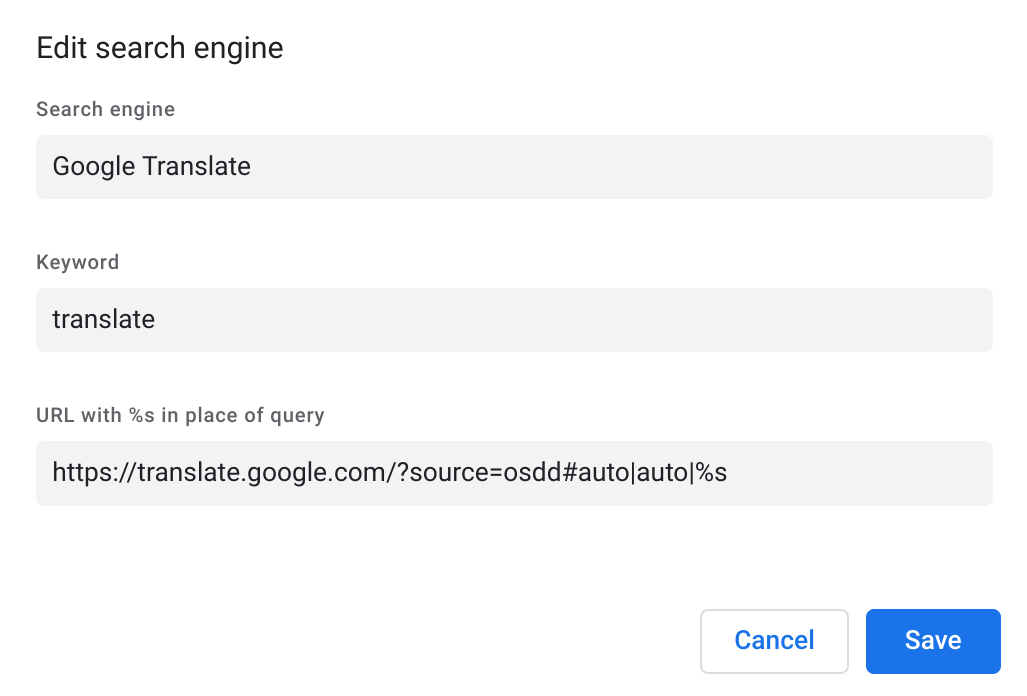 Edit search engine
Search engine
Google Translate
Keyword
translate
URL with %s in place of query
https://translate.google.com/?source=osdd#auto|auto|%s
Cancel Save